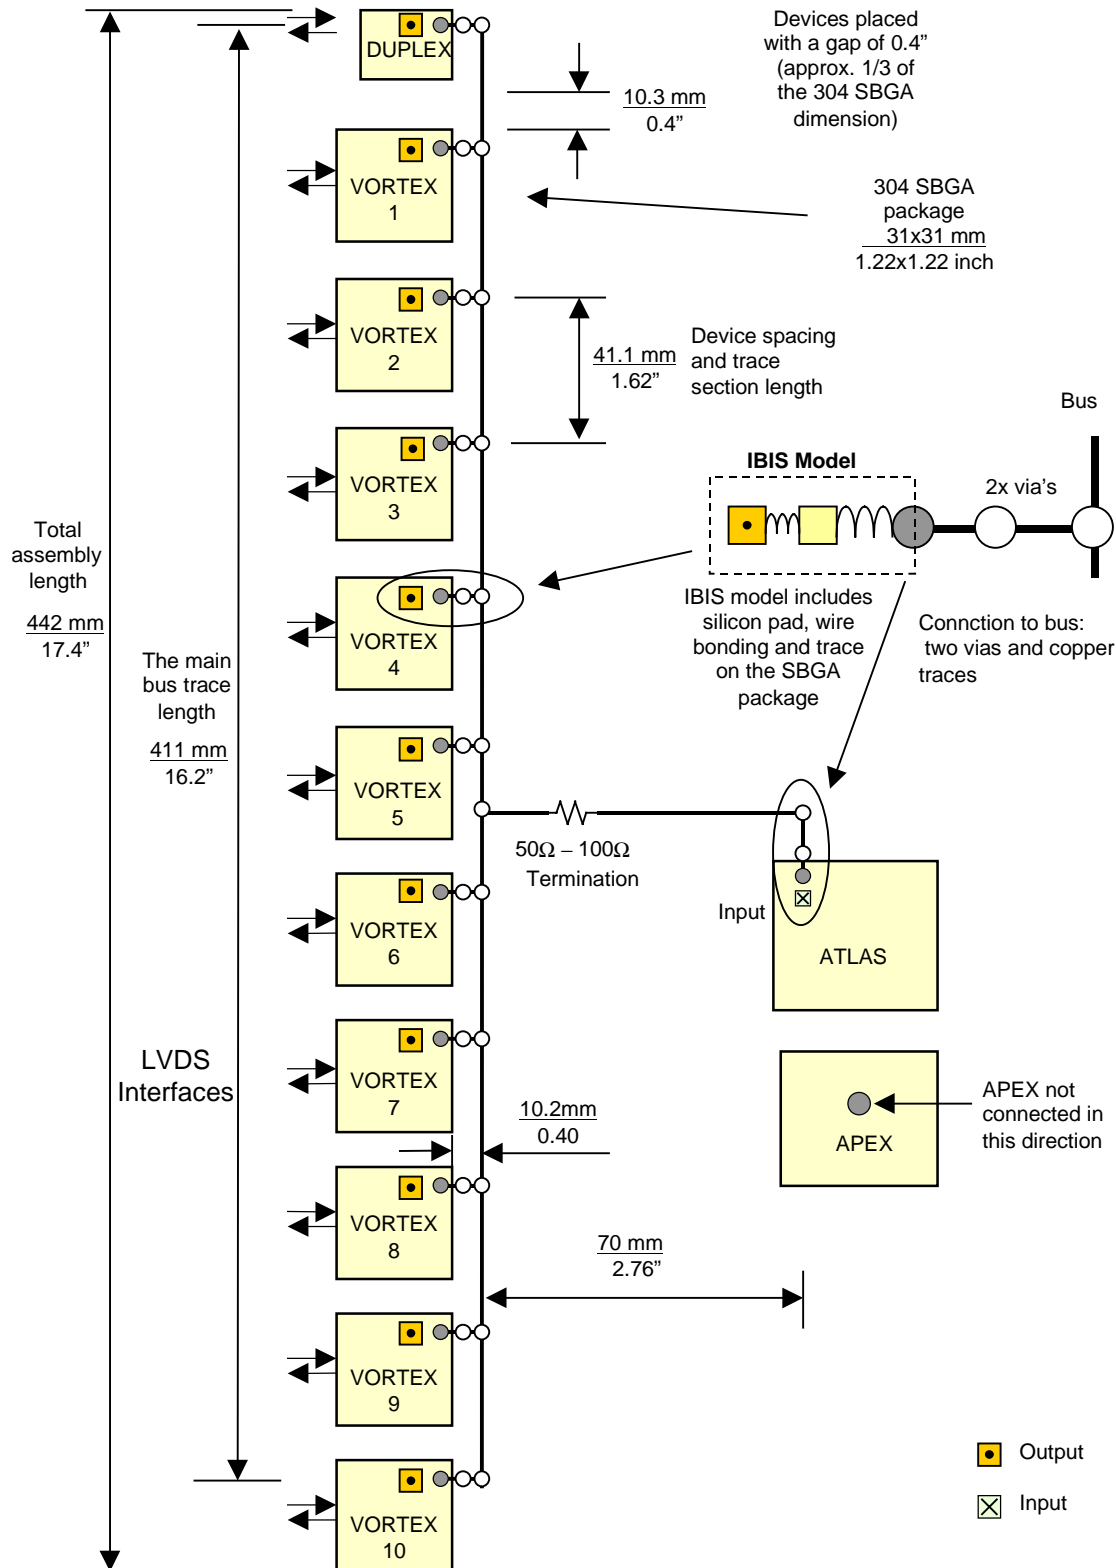 DUPLEX
Devices placed
with a gap of 0.4”
(approx. 1/3 of
the 304 SBGA
dimension)
10.3 mm
0.4”
VORTEX
1
304 SBGA
package
31x31 mm
1.22x1.22 inch
VORTEX
2
41.1 mm
1.62”
Device spacing
and trace
section length
VORTEX
3
Bus
IBIS Model
2x via's
Total
assembly
length
442 mm
17.4”
VORTEX
4
IBIS model includes
silicon pad, wire
bonding and trace
on the SBGA
package
Connction to bus:
two vias and copper
traces
The main
bus trace
length
411 mm
16.2”
VORTEX
5
50Ω – 100Ω
Termination
Input
ATLAS
VORTEX
6
LVDS
Interfaces
VORTEX
7
10.2mm
0.40
APEX
APEX not
connected in
this direction
VORTEX
8
70 mm
2.76”
VORTEX
9
Output
Input
VORTEX
10